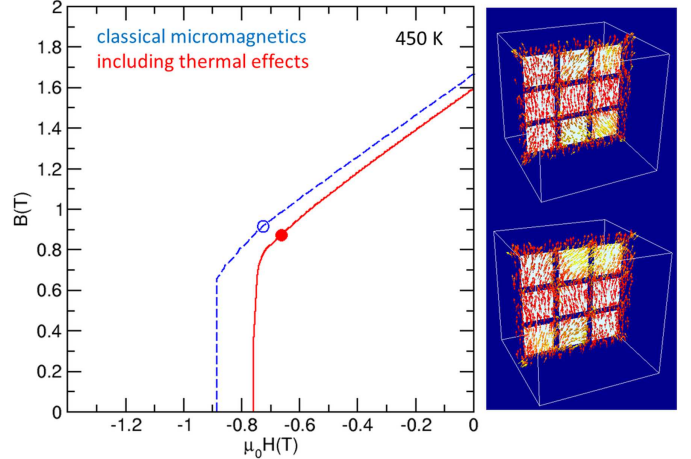 2
1.8
1.6
1.4
1.2
1
0.8
0.6
0.4
0.2
0
B(T)
classical micromagnetics
including thermal effects
450 K
-1.2 -1 -0.8 -0.6 -0.4 -0.2 0
μ₀H(T)